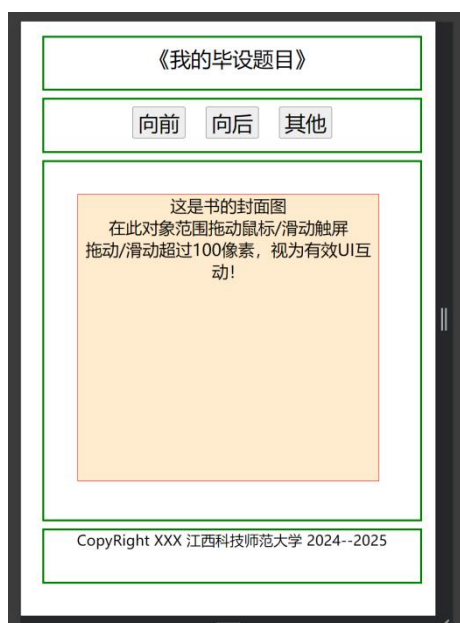 《我的毕设题目》
向前 向后 其他
这是书的封面图
在此对象范围拖动鼠标/滑动触屏
拖动/滑动超过100像素，视为有效UI互
动！
CopyRight XXX 江西科技师范大学 2024--2025